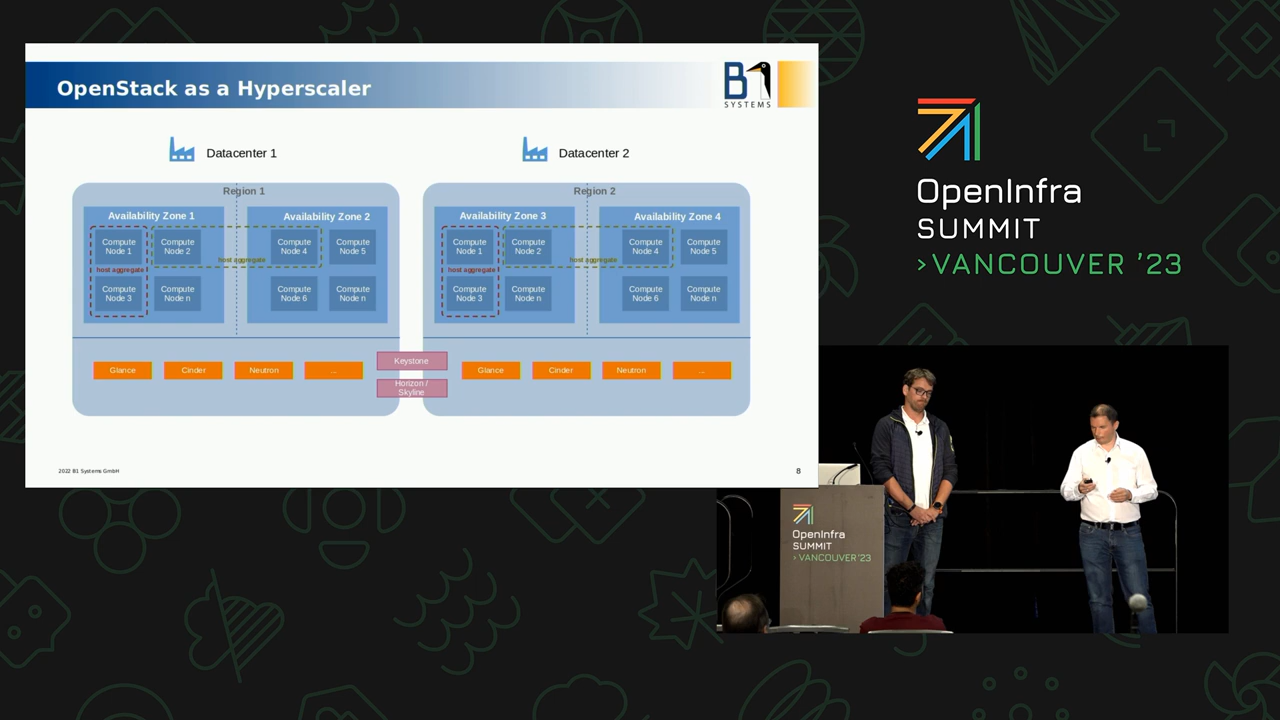 OpenStack as a Hyperscaler
B1
SYSTEMS
Datacenter 1
Datacenter 2
Region 1
Region 2
Availability Zone 1
Availability Zone 2
Availability Zone 3
Availability Zone 4
Compute
Node 1
Compute
Node 2
Compute
Node 4
Compute
Node 5
host aggregate
host aggregate
Compute
Node 3
Compute
Node n
Compute
Node 6
Compute
Node n
Compute
Node 1
Compute
Node 2
Compute
Node 4
Compute
Node 5
host aggregate
host aggregate
Compute
Node 3
Compute
Node n
Compute
Node 6
Compute
Node n
Glance
Cinder
Neutron
...
Keystone
Horizon /
Skyline
Glance
Cinder
Neutron
...
2022 B1 Systems GmbH
8
OpenInfra
SUMMIT
>VANCOUVER '23
OpenInfra
SUMMIT
>VANCOUVER '23